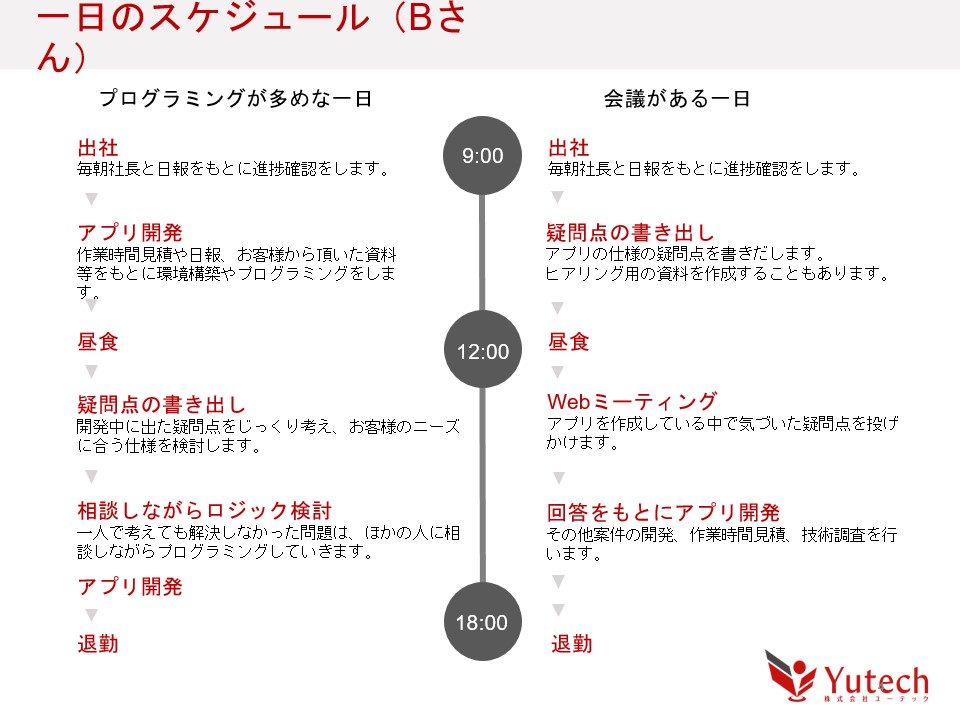 一日のスケジュール（Bさ
ん）
プログラミングが多めな一日
出社
毎朝社長と日報をもとに進捗確認をします。
アプリ開発
作業時間見積や日報、お客様から頂いた資料
等をもとに環境構築やプログラミングをしま
す。
昼食
疑問点の書き出し
開発中に出た疑問点をじっくり考え、お客様のニーズ
に合う仕様を検討します。
相談しながらロジック検討
一人で考えても解決しなかった問題は、ほかの人に相
談しながらプログラミングしていきます。
アプリ開発
退勤
9:00
12:00
18:00
会議がある一日
出社
毎朝社長と日報をもとに進捗確認をします。
疑問点の書き出し
アプリの仕様の疑問点を書きだします。
ヒアリング用の資料を作成することもあります。
昼食
Webミーティング
アプリを作成している中で気づいた疑問点を投げ
かけます。
回答をもとにアプリ開発
その他案件の開発、作業時間見積、技術調査を行
います。
退勤
Yutech
株式会社ユーテック